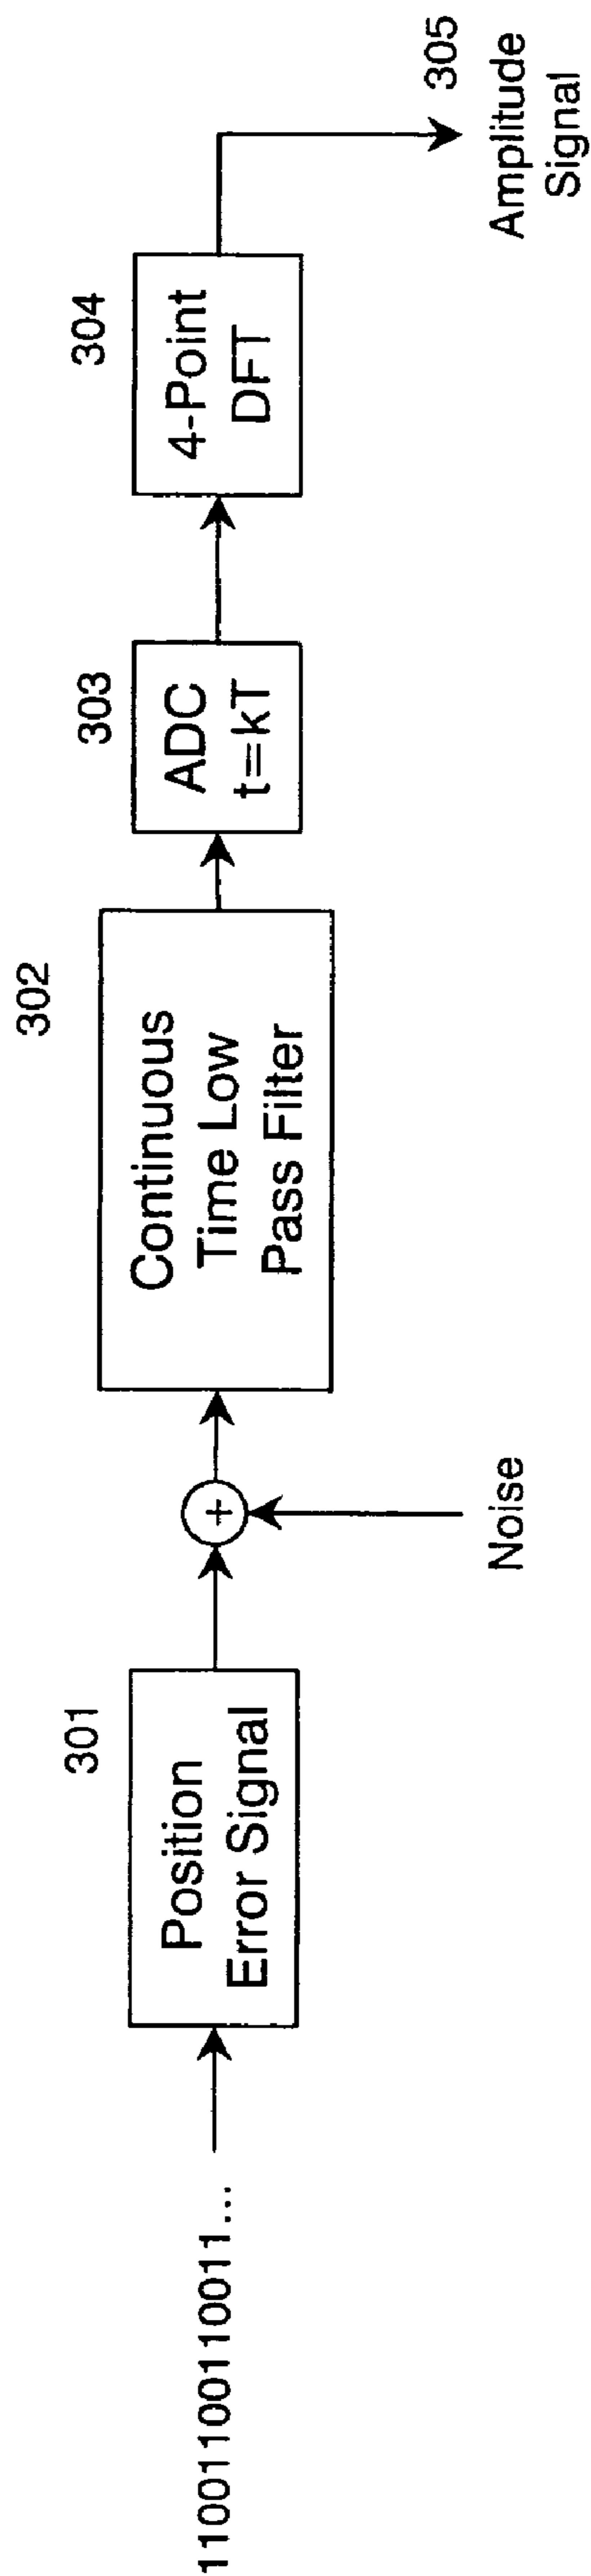 11001100110011...
301
Position
Error Signal
+
Noise
302
Continuous
Time Low
Pass Filter
303
ADC
t=kT
304
4-Point
DFT
305
Amplitude
Signal